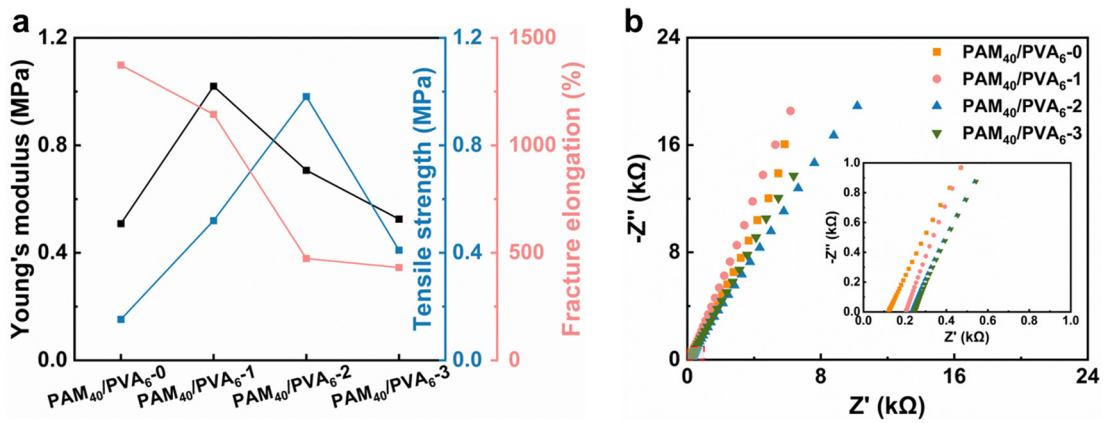 a
Young's modulus (MPa)
1.2
0.8
0.4
0.0
PAM₄₀/PVA₆-0
PAM₄₀/PVA₆-1
PAM₄₀/PVA₆-2
PAM₄₀/PVA₆-3
Tensile strength (MPa)
1.2
0.8
0.4
0.0
Fracture elongation (%)
1500
1000
500
0
b
-Z'' (kΩ)
24
16
8
0
0
8
16
24
Z' (kΩ)
PAM₄₀/PVA₆-0
PAM₄₀/PVA₆-1
PAM₄₀/PVA₆-2
PAM₄₀/PVA₆-3
-Z'' (kΩ)
1.0
0.8
0.6
0.4
0.2
0.0
0.0
0.2
0.4
0.6
0.8
1.0
Z' (kΩ)